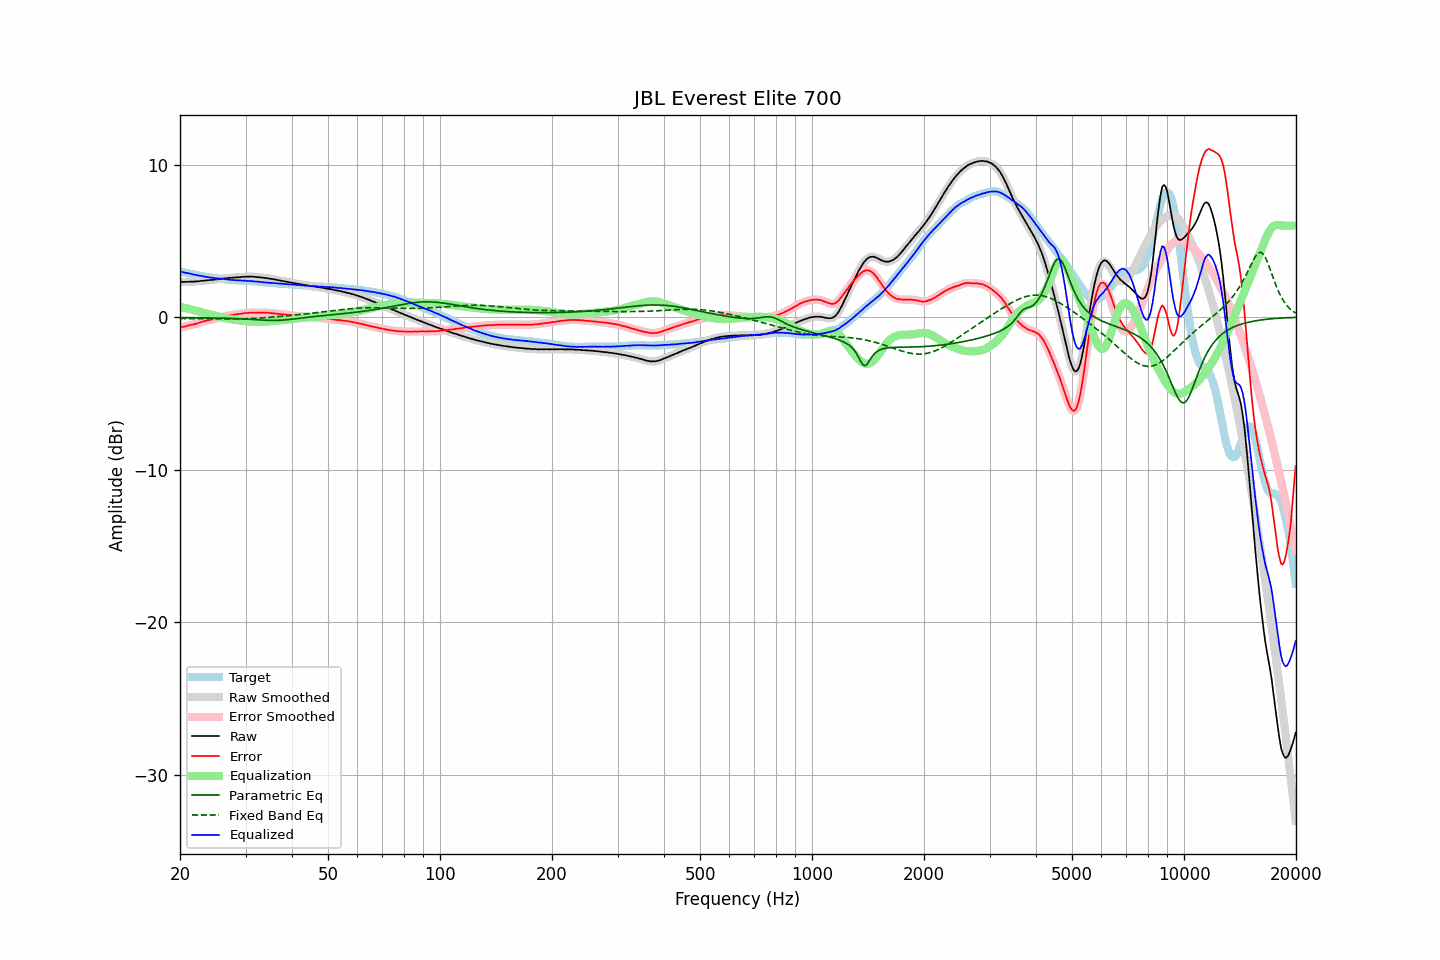 JBL Everest Elite 700
Amplitude (dBr)
10
0
−10
−20
−30
Target
Raw Smoothed
Error Smoothed
Raw
Error
Equalization
Parametric Eq
Fixed Band Eq
Equalized
20 50 100 200 500 1000 2000 5000 10000 20000
Frequency (Hz)